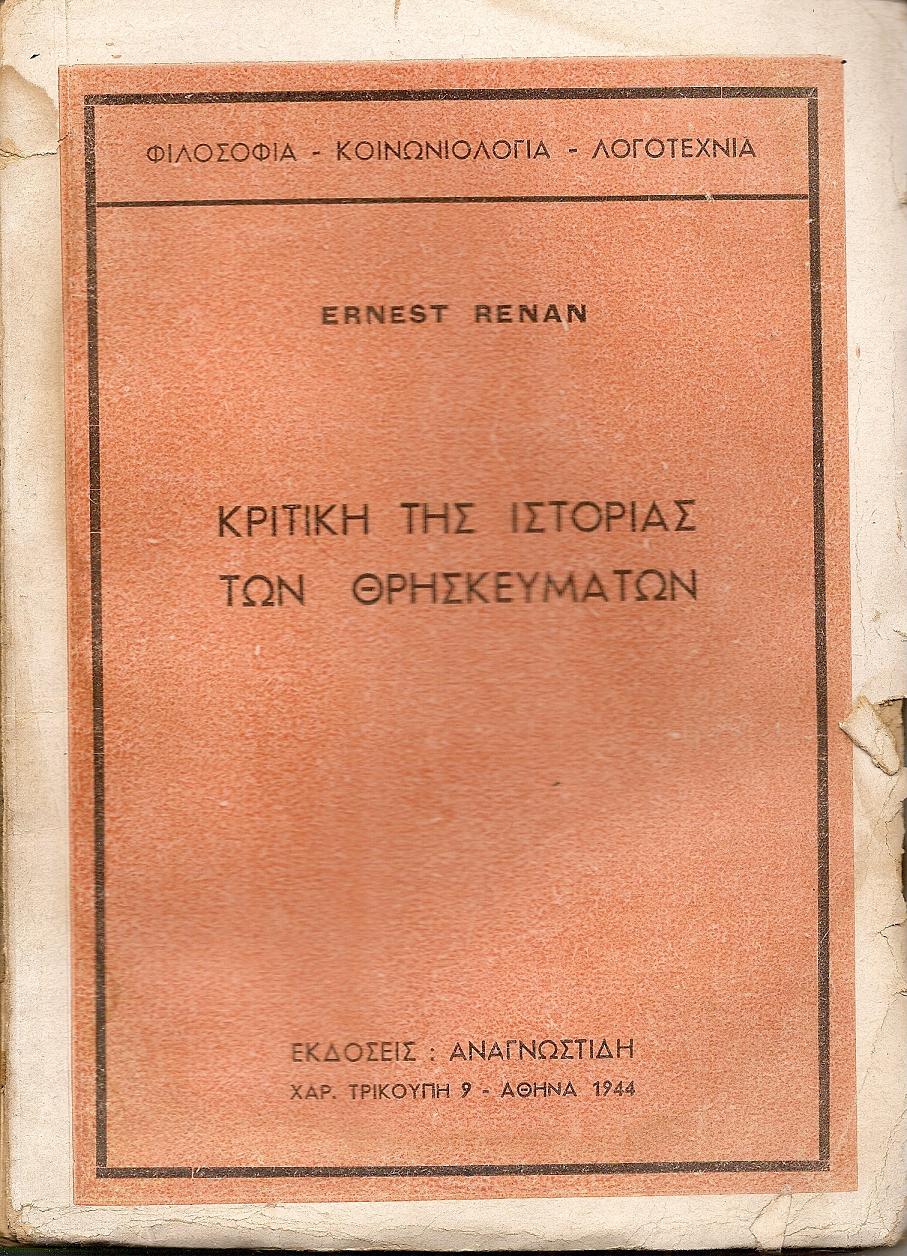 ΦΙΛΟΣΟΦΙΑ - ΚΟΙΝΩΝΙΟΛΟΓΙΑ - ΛΟΓΟΤΕΧΝΙΑ
ERNEST RENAN
ΚΡΙΤΙΚΗ ΤΗΣ ΙΣΤΟΡΙΑΣ
ΤΩΝ ΘΡΗΣΚΕΥΜΑΤΩΝ
ΕΚΔΟΣΕΙΣ : ΑΝΑΓΝΩΣΤΙΔΗ
ΧΑΡ. ΤΡΙΚΟΥΠΗ 9 - ΑΘΗΝΑ 1944